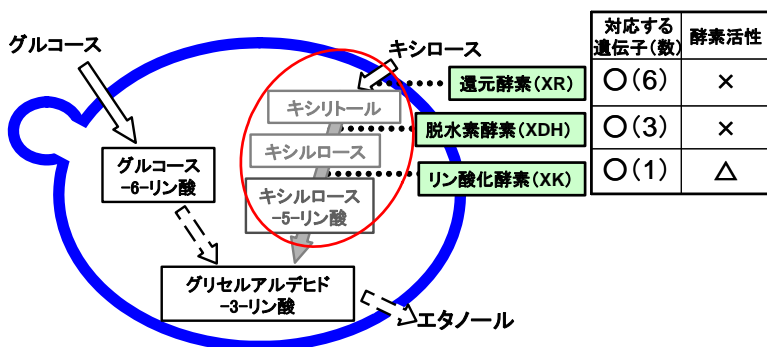 グルコース
キシロース
対応する
遺伝子(数)
酵素活性
還元酵素(XR)
〇(6)
×
キシリトール
脱水素酵素(XDH)
〇(3)
×
キシルロース
リン酸化酵素(XK)
〇(1)
△
グルコース
-6-リン酸
キシルロース
-5-リン酸
グリセルアルデヒド
-3-リン酸
エタノール